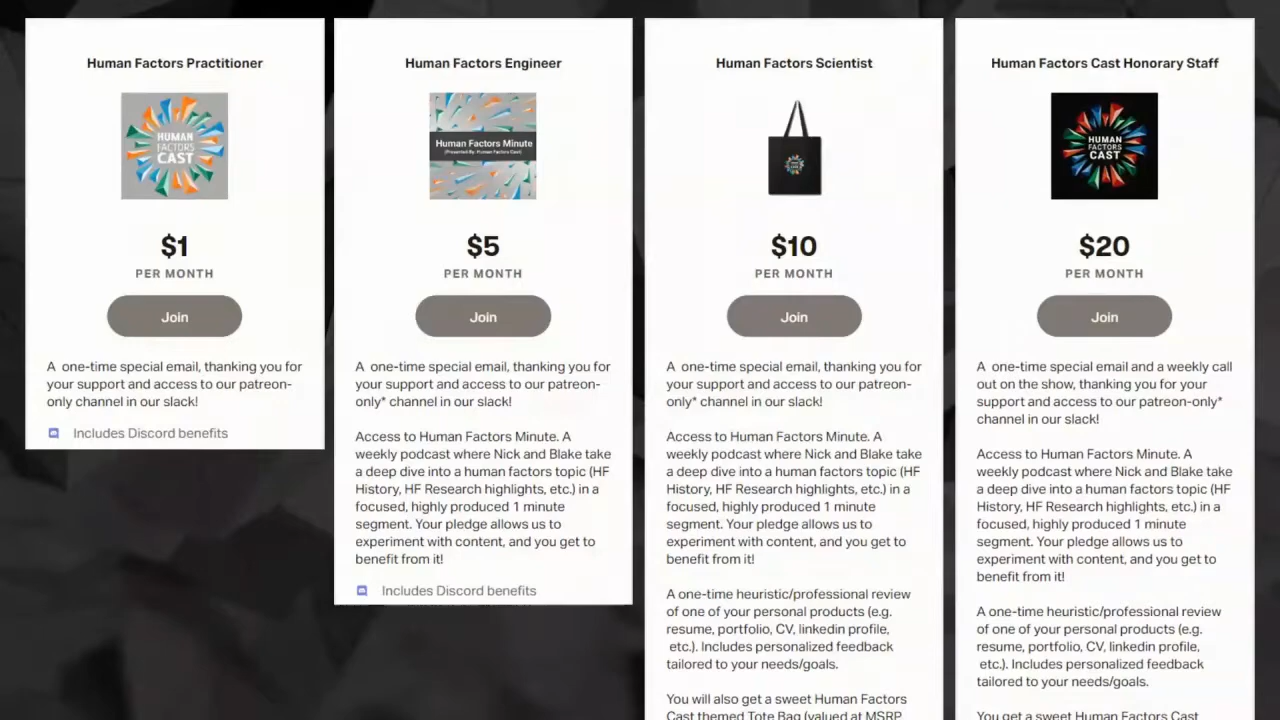 Human Factors Practitioner
HUMAN
FACTORS
CAST
$1
PER MONTH
Join
A one-time special email, thanking you for
your support and access to our patreon-
only channel in our slack!
Includes Discord benefits
Human Factors Engineer
Human Factors Minute
(Presented By: Human Factors Cast)
$5
PER MONTH
Join
A one-time special email, thanking you for
your support and access to our patreon-
only* channel in our slack!
Access to Human Factors Minute. A
weekly podcast where Nick and Blake take
a deep dive into a human factors topic (HF
History, HF Research highlights, etc.) in a
focused, highly produced 1 minute
segment. Your pledge allows us to
experiment with content, and you get to
benefit from it!
Includes Discord benefits
Human Factors Scientist
$10
PER MONTH
Join
A one-time special email, thanking you for
your support and access to our patreon-
only* channel in our slack!
Access to Human Factors Minute. A
weekly podcast where Nick and Blake take
a deep dive into a human factors topic (HF
History, HF Research highlights, etc.) in a
focused, highly produced 1 minute
segment. Your pledge allows us to
experiment with content, and you get to
benefit from it!
A one-time heuristic/professional review
of one of your personal products (e.g.
resume, portfolio, CV, linkedin profile,
etc.). Includes personalized feedback
tailored to your needs/goals.
You will also get a sweet Human Factors
Cast themed Tote Bag (valued at MSRP
Human Factors Cast Honorary Staff
HUMAN
FACTORS
CAST
$20
PER MONTH
Join
A one-time special email and a weekly call
out on the show, thanking you for your
support and access to our patreon-only*
channel in our slack!
Access to Human Factors Minute. A
weekly podcast where Nick and Blake take
a deep dive into a human factors topic (HF
History, HF Research highlights, etc.) in a
focused, highly produced 1 minute
segment. Your pledge allows us to
experiment with content, and you get to
benefit from it!
A one-time heuristic/professional review
of one of your personal products (e.g.
resume, portfolio, CV, linkedin profile,
etc.). Includes personalized feedback
tailored to your needs/goals.
You get a sweet Human Factors Cast